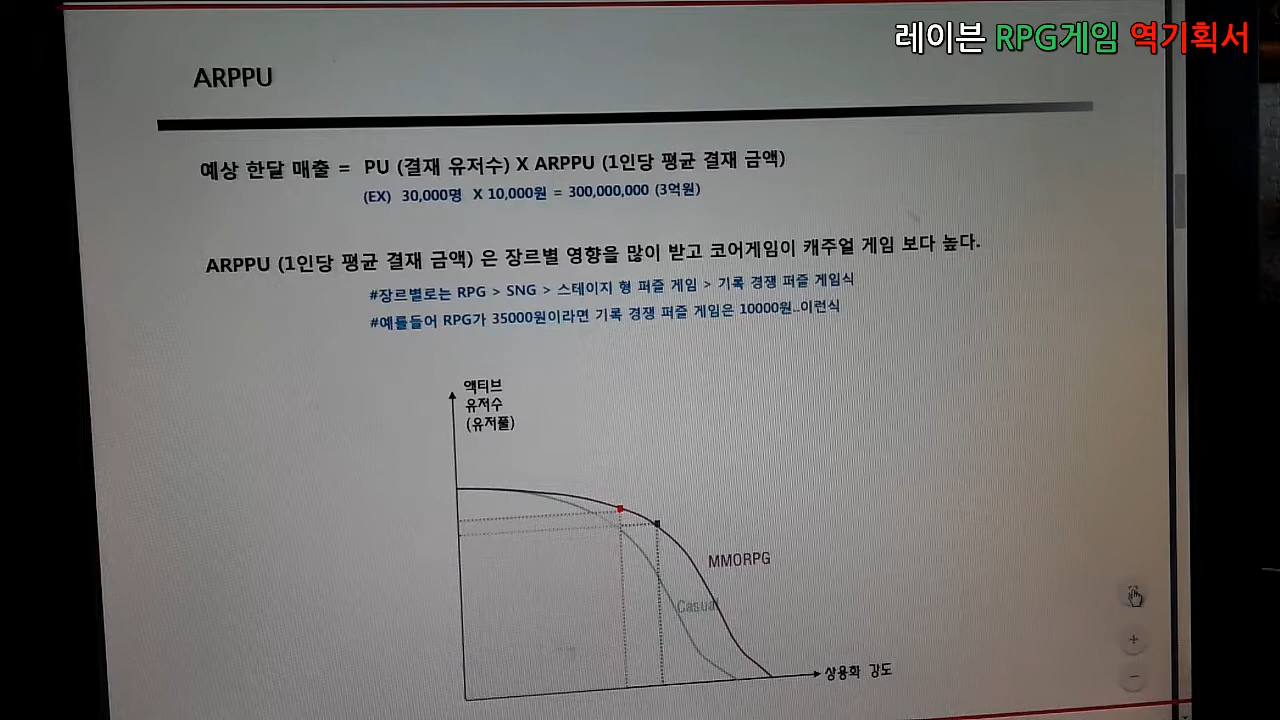 레이븐 RPG게임 역기획서
ARPPU
예상 한달 매출 = PU (결재 유저수) X ARPPU (1인당 평균 결재 금액)
(EX) 30,000명 X 10,000원 = 300,000,000 (3억원)
ARPPU (1인당 평균 결재 금액) 은 장르별 영향을 많이 받고 코어게임이 캐주얼 게임 보다 높다.
#장르별로는 RPG > SNG > 스테이지 형 퍼즐 게임 > 기록 경쟁 퍼즐 게임식
#예를들어 RPG가 35000원이라면 기록 경쟁 퍼즐 게임은 10000원..이런식
액티브
유저수
(유저풀)
MMORPG
Casual
상용화 강도